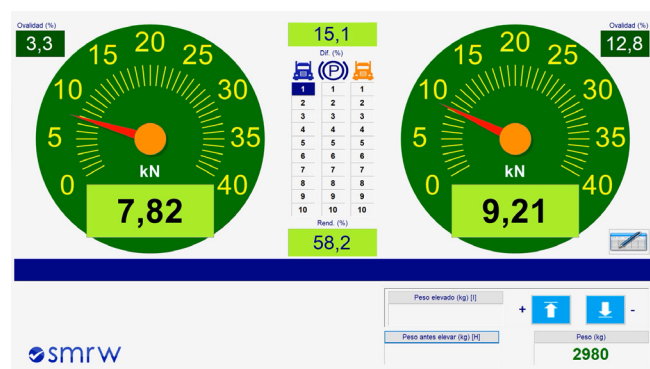 Ovalidad (%)
3,3
0
5
10
15
20
25
30
35
40
kN
7,82
15,1
Dif. (%)
P
1 1 1
2 2 2
3 3 3
4 4 4
5 5 5
6 6 6
7 7 7
8 8 8
9 9 9
10 10 10
Rend. (%)
58,2
Ovalidad (%)
12,8
0
5
10
15
20
25
30
35
40
kN
9,21
Peso elevado (kg) [I]
+ -
Peso antes elevar (kg) [H]
Peso (kg)
2980
smrw